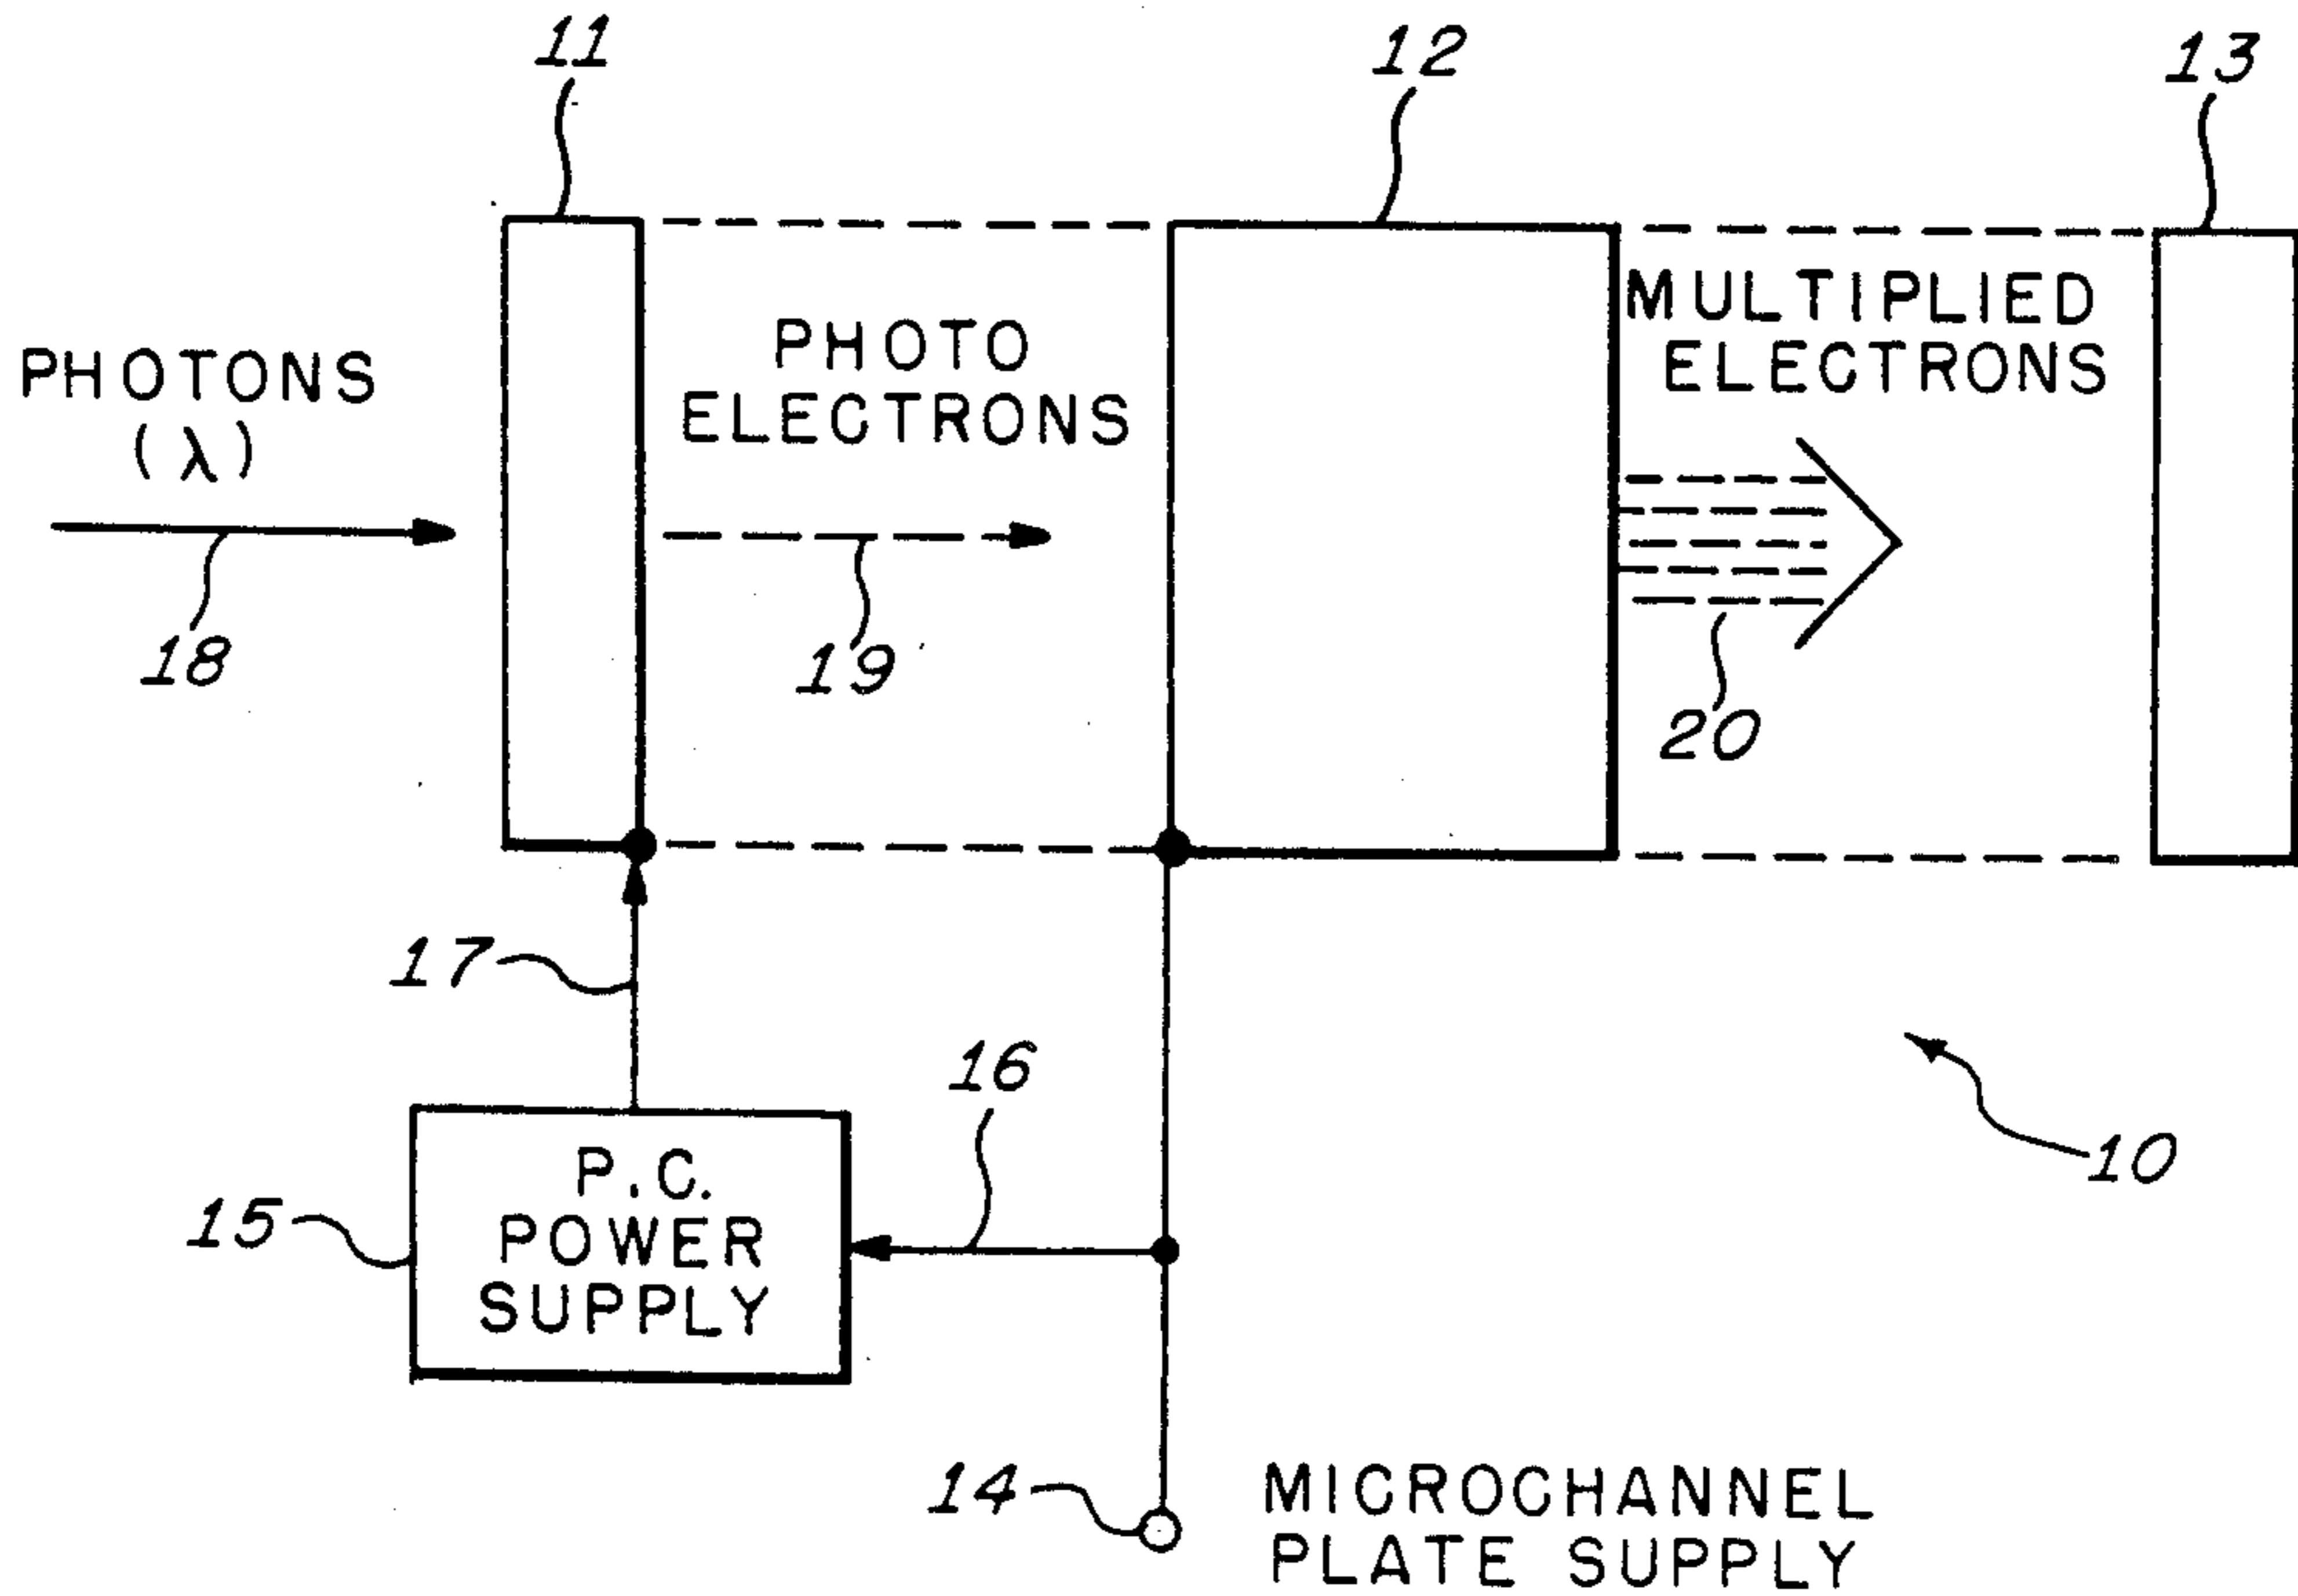 11
12
13
PHOTONS
(λ)
PHOTO
ELECTRONS
MULTIPLIED
ELECTRONS
18
19
20
17
16
10
15
P.C.
POWER
SUPPLY
14
MICROCHANNEL
PLATE SUPPLY